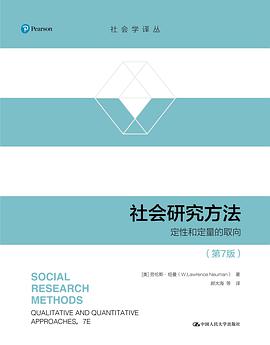 Pearson
社会学译丛
社会研究方法
定性和定量的取向
(第7版)
[美] 劳伦斯·纽曼 (W.Lawrence Neuman) 著
郝大海 等 译
SOCIAL
RESEARCH
METHODS
QUALITATIVE AND QUANTITATIVE
APPROACHES, 7E
中国人民大学出版社